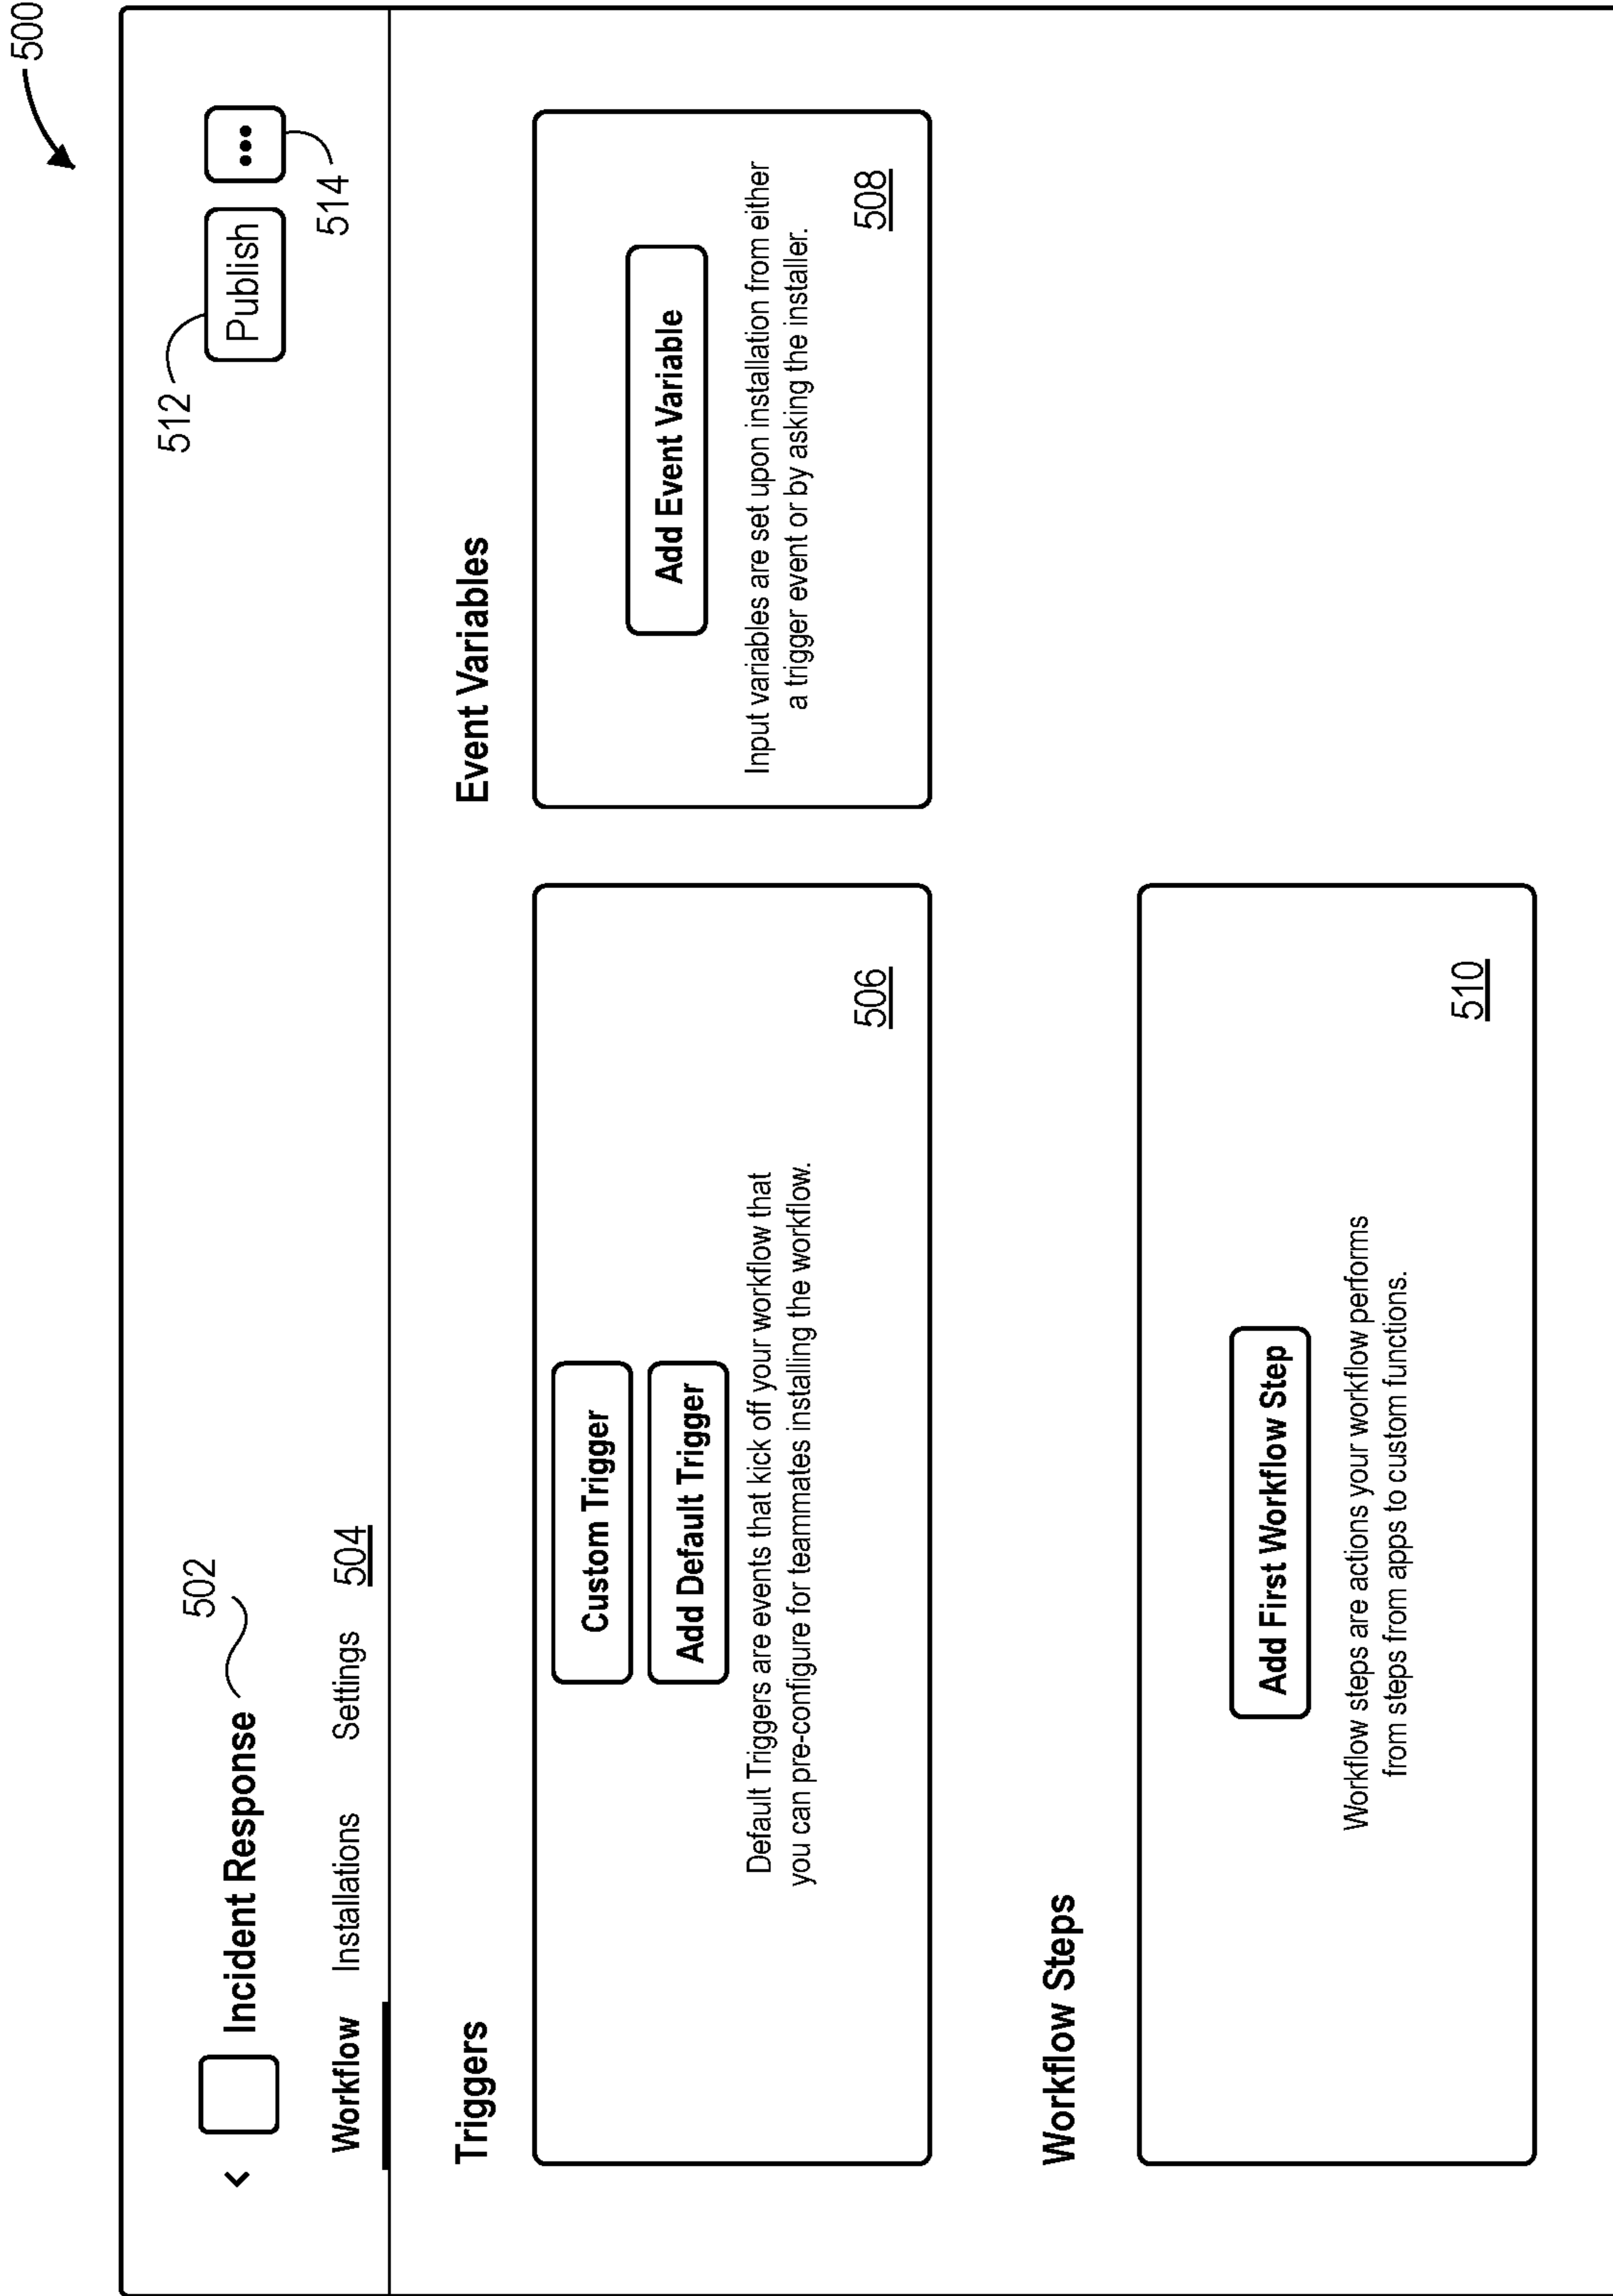 500
502
512
Incident Response
Publish
•••
514
Workflow
Installations
Settings
504
Triggers
Event Variables
Custom Trigger
Add Default Trigger
Default Triggers are events that kick off your workflow that
you can pre-configure for teammates installing the workflow.
506
Add Event Variable
Input variables are set upon installation from either
a trigger event or by asking the installer.
508
Workflow Steps
Add First Workflow Step
Workflow steps are actions your workflow performs
from steps from apps to custom functions.
510